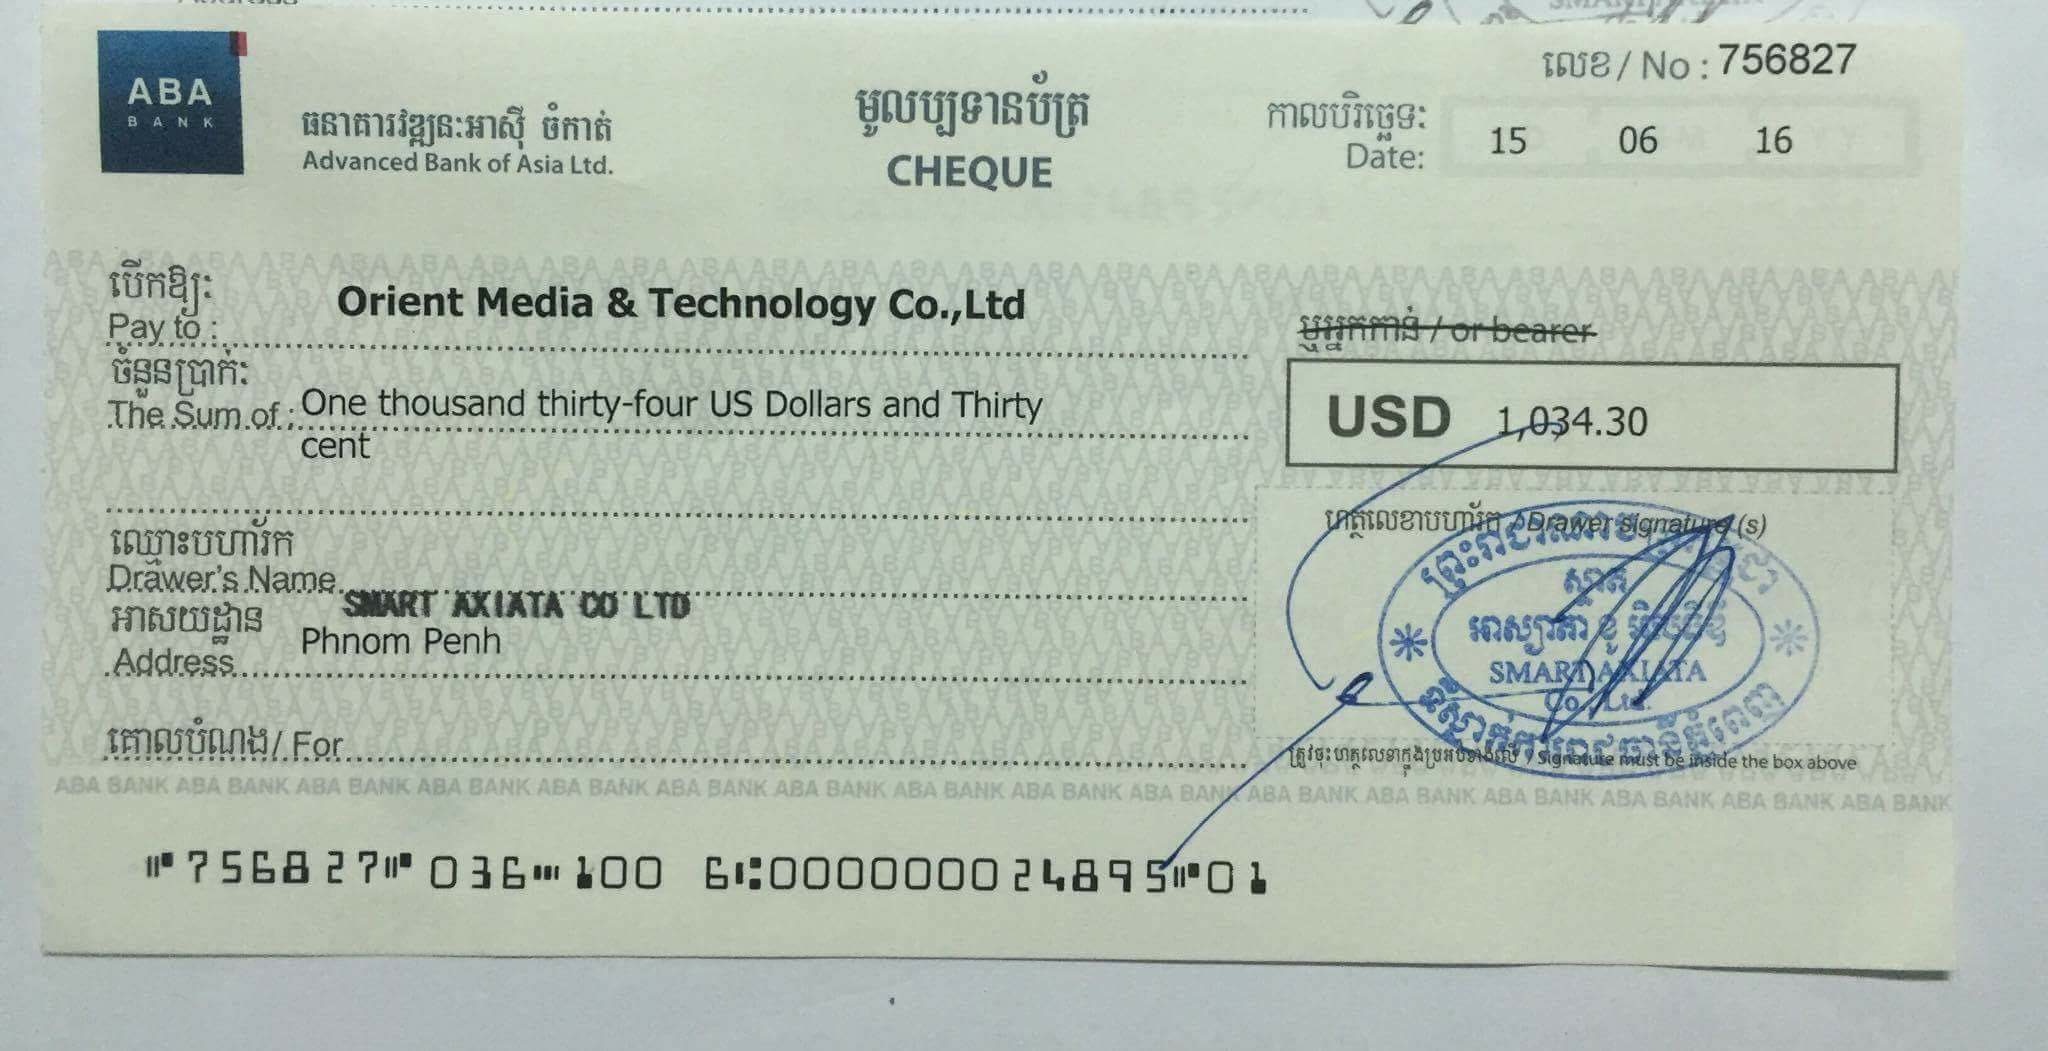 ABA
BANK
ធនាគារវឌ្ឍនៈអាស៊ី ចំកាត់
Advanced Bank of Asia Ltd.
មូលប្បទានប័ត្រ
CHEQUE
លេខ / No : 756827
កាលបរិច្ឆេទ:
Date: 15 06 16
បើកឱ្យ:
Pay to : Orient Media & Technology Co.,Ltd
ឬអ្នកកាន់ / or bearer
ចំនួនប្រាក់:
The Sum of : One thousand thirty-four US Dollars and Thirty
cent
USD 1,034.30
ហត្ថលេខាបហារ័ក / Drawer signature (s)
ឈ្មោះបហារ័ក
Drawer's Name SMART AXIATA CO LTD
អាសយដ្ឋាន
Address Phnom Penh
ស្មាត
SMART AXIATA
Co., Ltd.
គោលបំណង/ For
ត្រូវចុះហត្ថលេខាក្នុងប្រអប់ខាងលើ / Signature must be inside the box above
ABA BANK ABA BANK ABA BANK ABA BANK ABA BANK ABA BANK ABA BANK ABA BANK ABA BANK ABA BANK ABA BANK ABA BANK ABA BANK ABA BANK ABA BANK ABA BANK
⑈756827⑈036⑉100 6⑆0000000024895⑈01